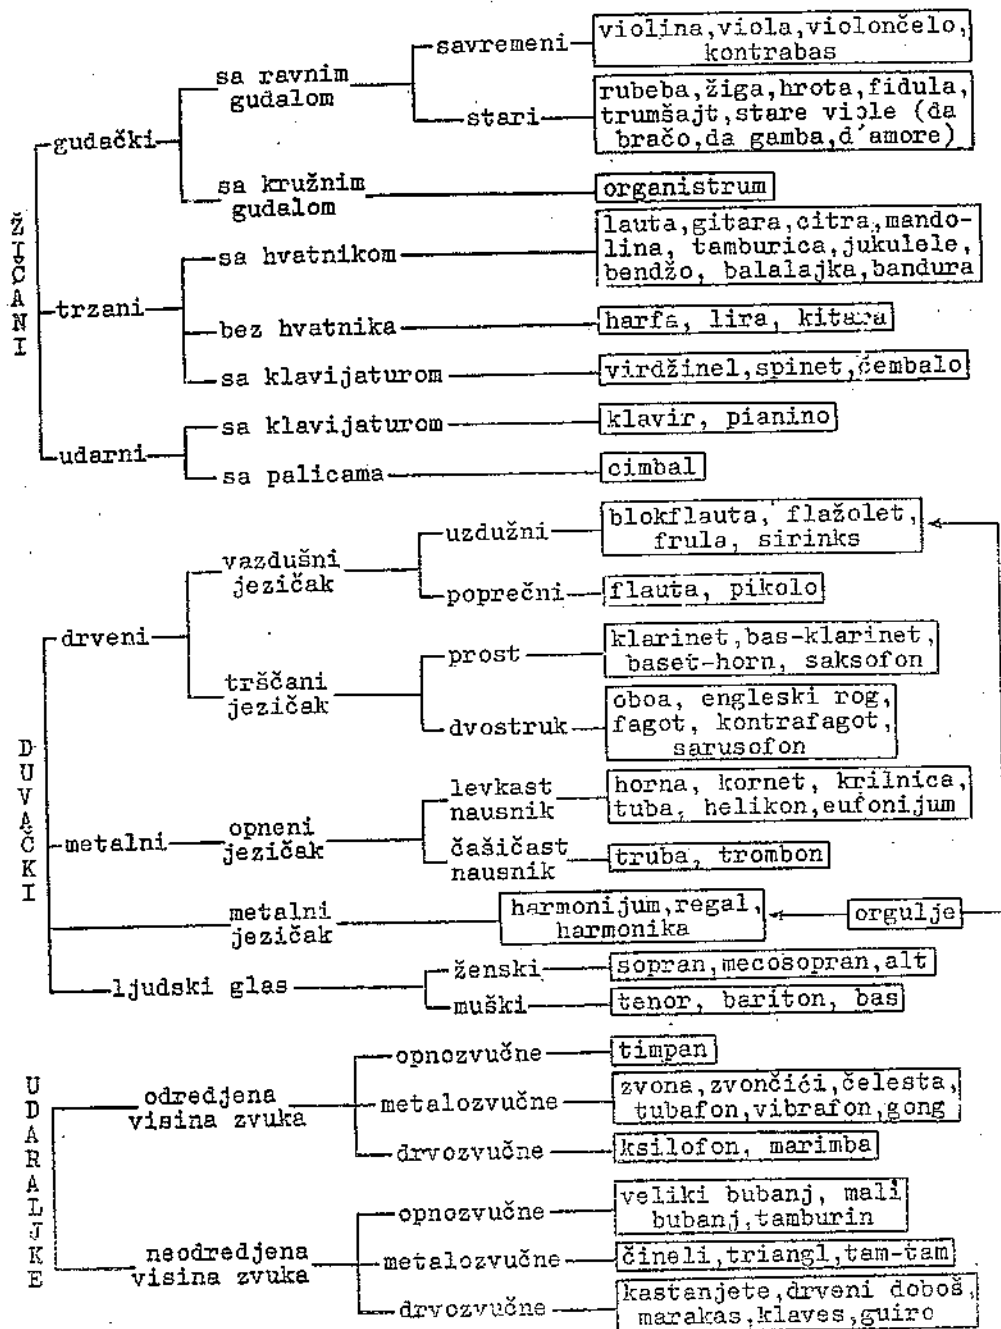 ŽIČANI
gudački
sa ravnim
gudalom
savremeni
violina,viola,violončelo,
kontrabas
stari
rubeba,žiga,hrota,fidula,
trumšajt,stare viole (da
bračo,da gamba,d'amore)
sa kružnim
gudalom
organistrum
trzani
sa hvatnikom
lauta,gitara,citra,mando-
lina, tamburica,jukulele,
bendžo, balalajka,bandura
bez hvatnika
harfa, lira, kitara
sa klavijaturom
virdžinel,spinet,čembalo
udarni
sa klavijaturom
klavir, pianino
sa palicama
cimbal
DUVAČKI
drveni
vazdušni
jezičak
uzdužni
blokflauta, flažolet,
frula, sirinks
poprečni
flauta, pikolo
trščani
jezičak
prost
klarinet,bas-klarinet,
baset-horn, saksofon
dvostruk
oboa, engleski rog,
fagot, kontrafagot,
sarusofon
metalni
opneni
jezičak
levkast
nausnik
horna, kornet, krilnica,
tuba, helikon,eufonijum
čašičast
nausnik
truba, trombon
metalni
jezičak
harmonijum,regal,
harmonika
orgulje
ljudski glas
ženski
sopran,mecosopran,alt
muški
tenor, bariton, bas
UDARALJKE
odredjena
visina zvuka
opnozvučne
timpan
metalozvučne
zvona,zvončići,čelesta,
tubafon,vibrafon,gong
drvozvučne
ksilofon, marimba
neodredjena
visina zvuka
opnozvučne
veliki bubanj, mali
bubanj,tamburin
metalozvučne
čineli,triangl,tam-tam
drvozvučne
kastanjete,drveni doboš,
marakas,klaves,guiro